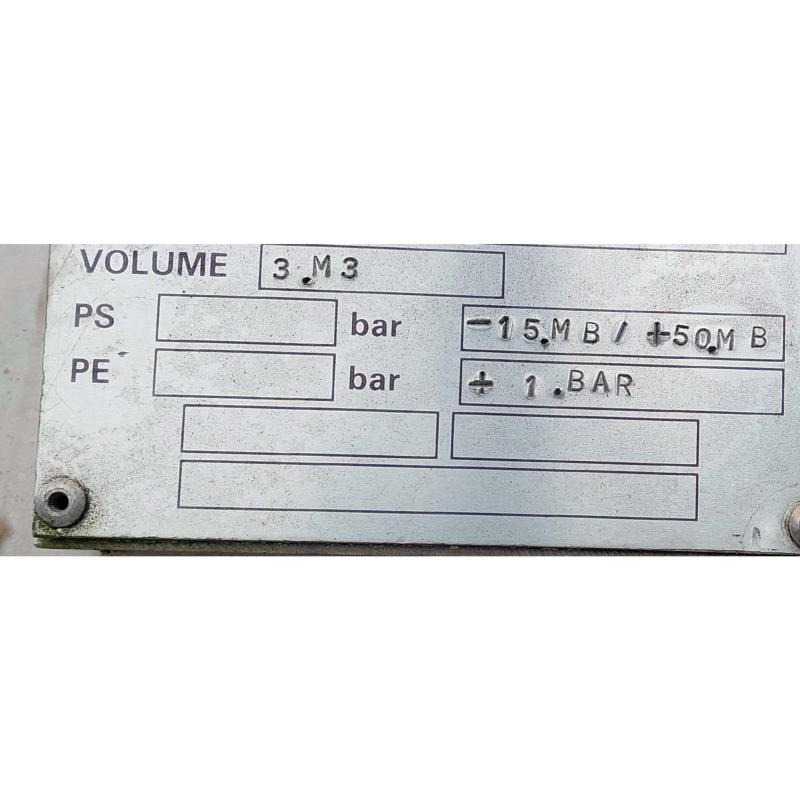 VOLUME 3.M3
PS bar -15.MB/ +50.MB
PE bar + 1.BAR